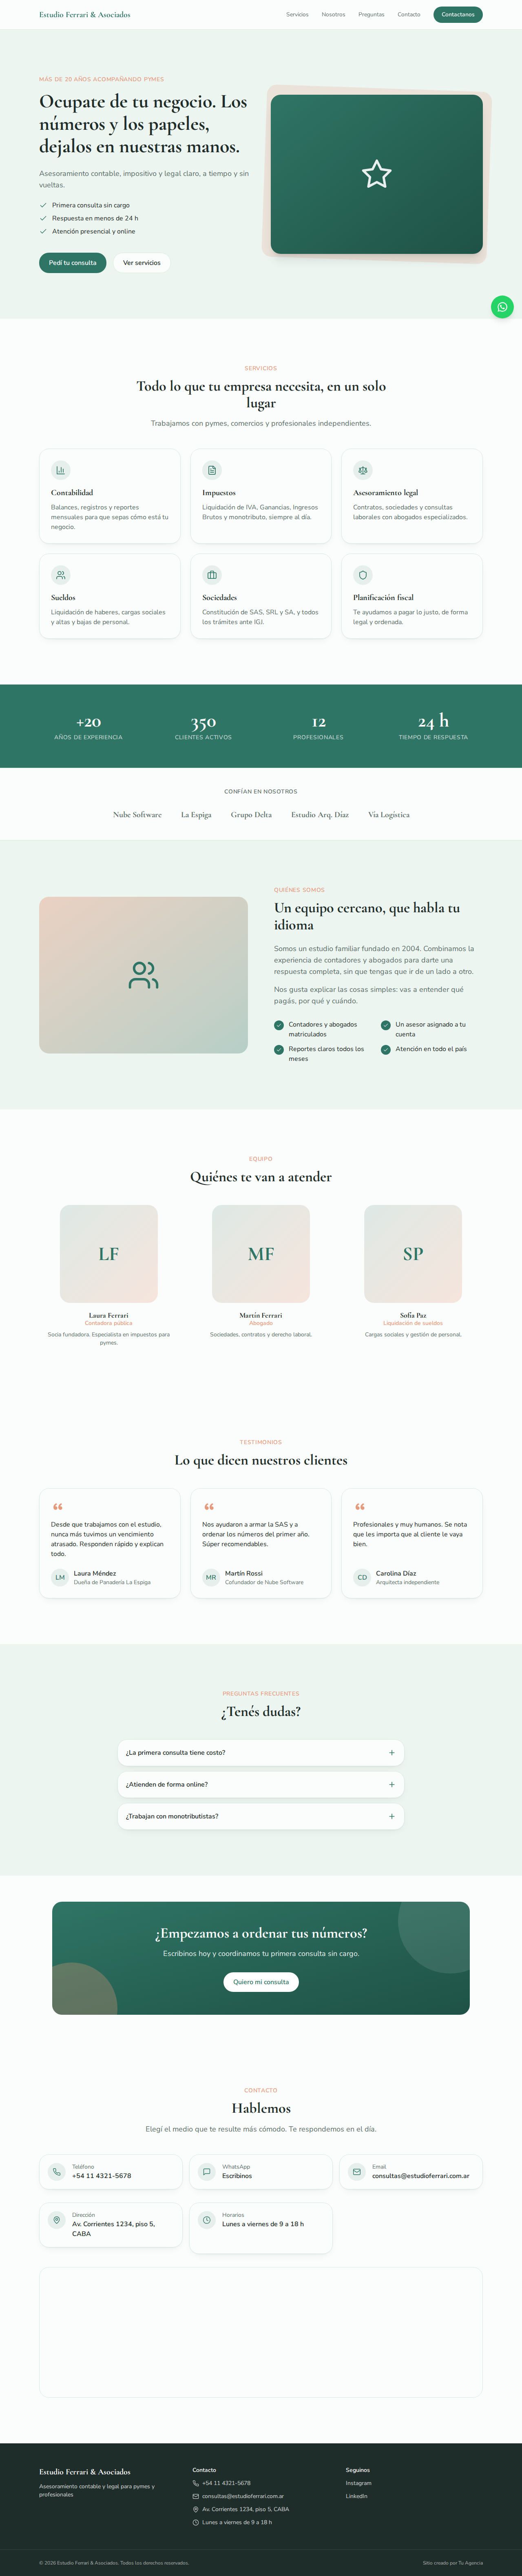 Estudio Ferrari & Asociados
Servicios
Nosotros
Preguntas
Contacto
Contactanos
MÁS DE 20 AÑOS ACOMPAÑANDO PYMES
Ocupate de tu negocio. Los
números y los papeles,
dejalos en nuestras manos.
Asesoramiento contable, impositivo y legal claro, a tiempo y sin
vueltas.
Primera consulta sin cargo
Respuesta en menos de 24 h
Atención presencial y online
Pedí tu consulta
Ver servicios
SERVICIOS
Todo lo que tu empresa necesita, en un solo
lugar
Trabajamos con pymes, comercios y profesionales independientes.
Contabilidad
Balances, registros y reportes
mensuales para que sepas cómo está tu
negocio.
Impuestos
Liquidación de IVA, Ganancias, Ingresos
Brutos y monotributo, siempre al día.
Asesoramiento legal
Contratos, sociedades y consultas
laborales con abogados especializados.
Sueldos
Liquidación de haberes, cargas sociales
y altas y bajas de personal.
Sociedades
Constitución de SAS, SRL y SA, y todos
los trámites ante IGJ.
Planificación fiscal
Te ayudamos a pagar lo justo, de forma
legal y ordenada.
+20
AÑOS DE EXPERIENCIA
350
CLIENTES ACTIVOS
12
PROFESIONALES
24 h
TIEMPO DE RESPUESTA
CONFÍAN EN NOSOTROS
Nube Software
La Espiga
Grupo Delta
Estudio Arq. Díaz
Vía Logística
QUIÉNES SOMOS
Un equipo cercano, que habla tu
idioma
Somos un estudio familiar fundado en 2004. Combinamos la
experiencia de contadores y abogados para darte una
respuesta completa, sin que tengas que ir de un lado a otro.
Nos gusta explicar las cosas simples: vas a entender qué
pagás, por qué y cuándo.
Contadores y abogados
matriculados
Un asesor asignado a tu
cuenta
Reportes claros todos los
meses
Atención en todo el país
EQUIPO
Quiénes te van a atender
LF
Laura Ferrari
Contadora pública
Socia fundadora. Especialista en impuestos para
pymes.
MF
Martín Ferrari
Abogado
Sociedades, contratos y derecho laboral.
SP
Sofía Paz
Liquidación de sueldos
Cargas sociales y gestión de personal.
TESTIMONIOS
Lo que dicen nuestros clientes
“
Desde que trabajamos con el estudio,
nunca más tuvimos un vencimiento
atrasado. Responden rápido y explican
todo.
LM
Laura Méndez
Dueña de Panadería La Espiga
“
Nos ayudaron a armar la SAS y a
ordenar los números del primer año.
Súper recomendables.
MR
Martín Rossi
Cofundador de Nube Software
“
Profesionales y muy humanos. Se nota
que les importa que al cliente le vaya
bien.
CD
Carolina Díaz
Arquitecta independiente
PREGUNTAS FRECUENTES
¿Tenés dudas?
¿La primera consulta tiene costo?
¿Atienden de forma online?
¿Trabajan con monotributistas?
¿Empezamos a ordenar tus números?
Escribinos hoy y coordinamos tu primera consulta sin cargo.
Quiero mi consulta
CONTACTO
Hablemos
Elegí el medio que te resulte más cómodo. Te respondemos en el día.
Teléfono
+54 11 4321-5678
WhatsApp
Escribinos
Email
consultas@estudioferrari.com.ar
Dirección
Av. Corrientes 1234, piso 5,
CABA
Horarios
Lunes a viernes de 9 a 18 h
Estudio Ferrari & Asociados
Asesoramiento contable y legal para pymes y
profesionales
Contacto
+54 11 4321-5678
consultas@estudioferrari.com.ar
Av. Corrientes 1234, piso 5, CABA
Lunes a viernes de 9 a 18 h
Seguinos
Instagram
LinkedIn
© 2026 Estudio Ferrari & Asociados. Todos los derechos reservados.
Sitio creado por Tu Agencia